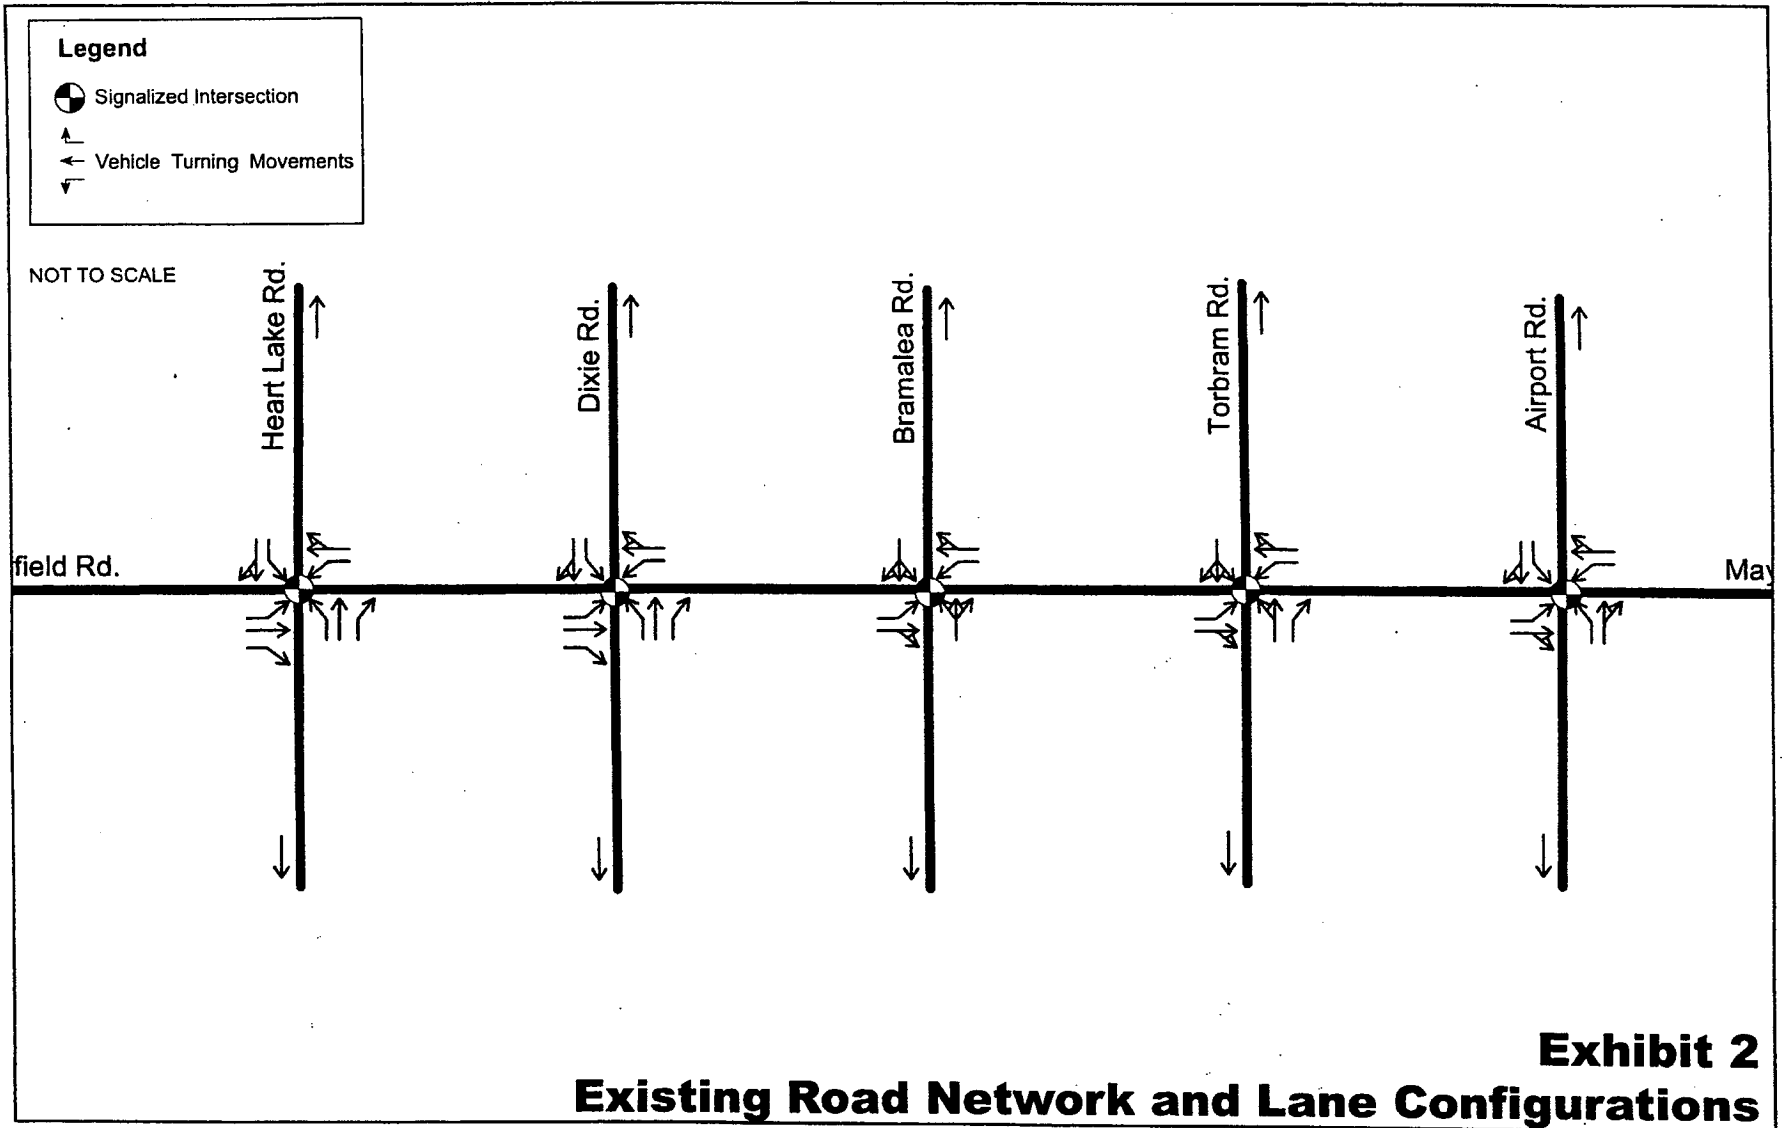 Legend
Signalized Intersection
Vehicle Turning Movements
NOT TO SCALE
Heart Lake Rd.
Dixie Rd.
Bramalea Rd.
Torbram Rd.
Airport Rd.
field Rd.
May
Exhibit 2
Existing Road Network and Lane Configurations